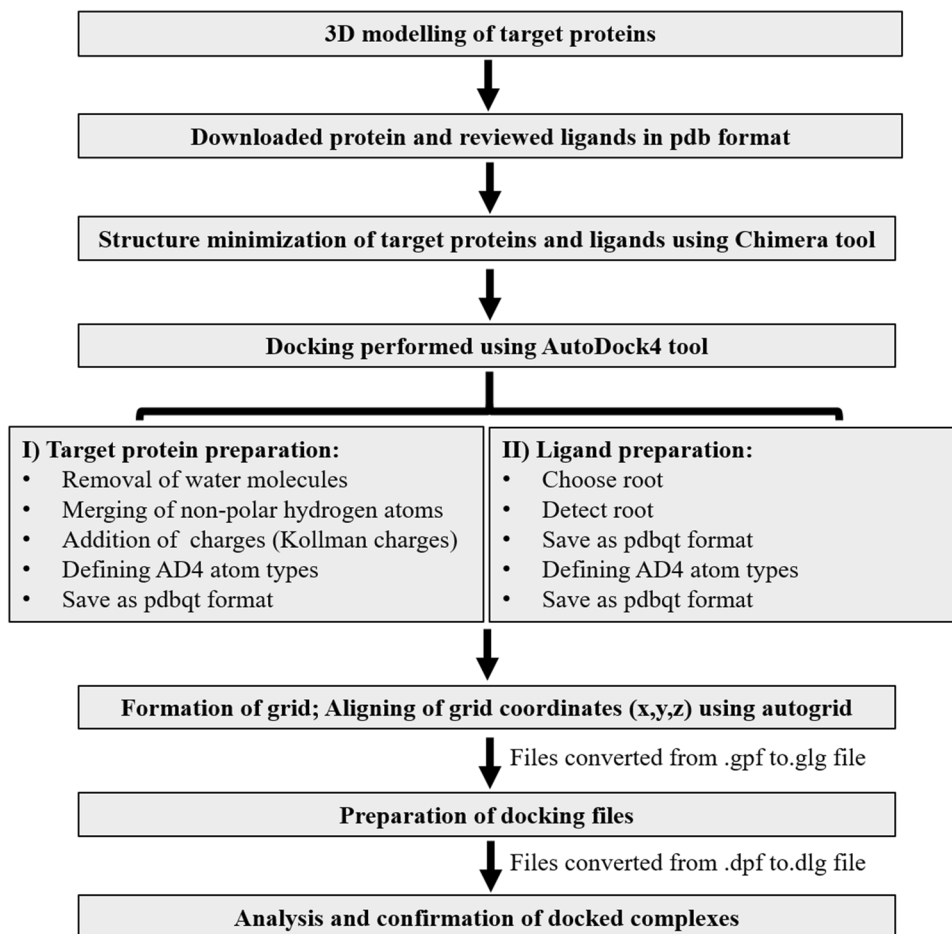 3D modelling of target proteins
Downloaded protein and reviewed ligands in pdb format
Structure minimization of target proteins and ligands using Chimera tool
Docking performed using AutoDock4 tool
I) Target protein preparation:
• Removal of water molecules
• Merging of non-polar hydrogen atoms
• Addition of charges (Kollman charges)
• Defining AD4 atom types
• Save as pdbqt format
II) Ligand preparation:
• Choose root
• Detect root
• Save as pdbqt format
• Defining AD4 atom types
• Save as pdbqt format
Formation of grid; Aligning of grid coordinates (x,y,z) using autogrid
Files converted from .gpf to.glg file
Preparation of docking files
Files converted from .dpf to.dlg file
Analysis and confirmation of docked complexes